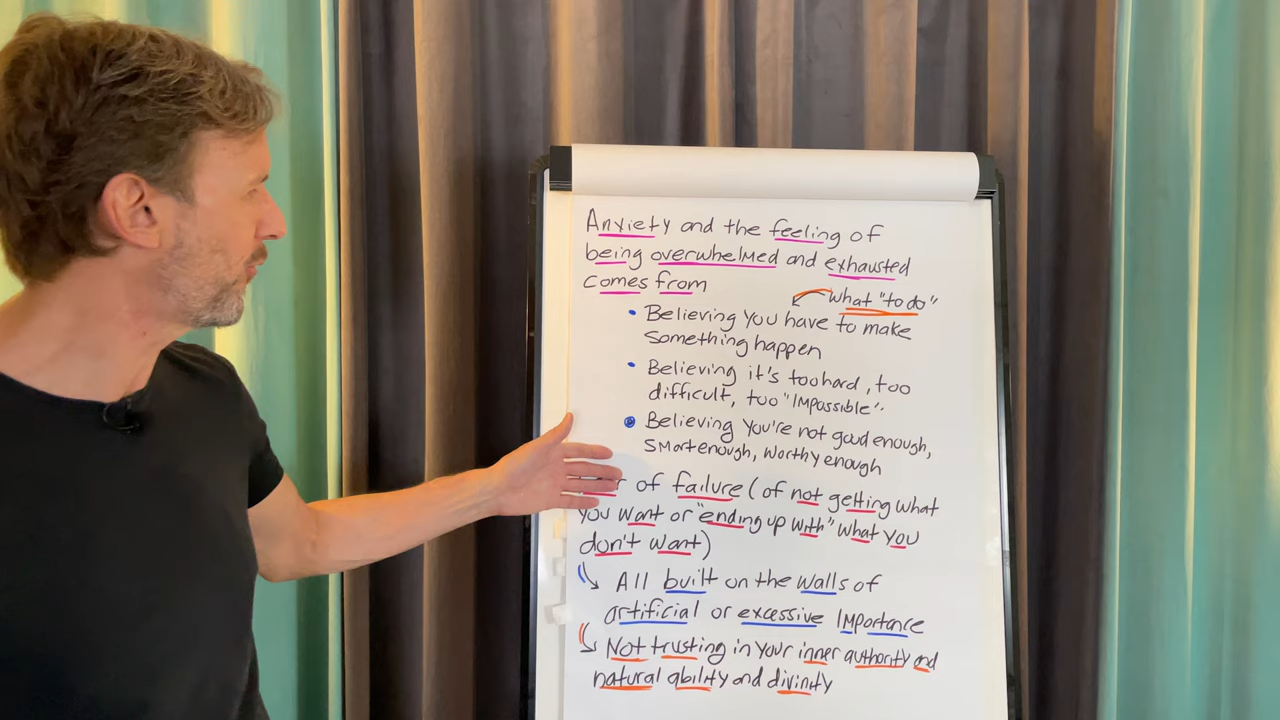 Anxiety and the feeling of
being overwhelmed and exhausted
comes from
what "to do"
• Believing you have to make
something happen
• Believing it's too hard, too
difficult, too "Impossible".
• Believing you're not good enough,
smart enough, worthy enough
of failure (of not getting what
you want or "ending up with" what you
don't want)
All built on the walls of
artificial or excessive Importance
Not trusting in your inner authority and
natural ability and divinity